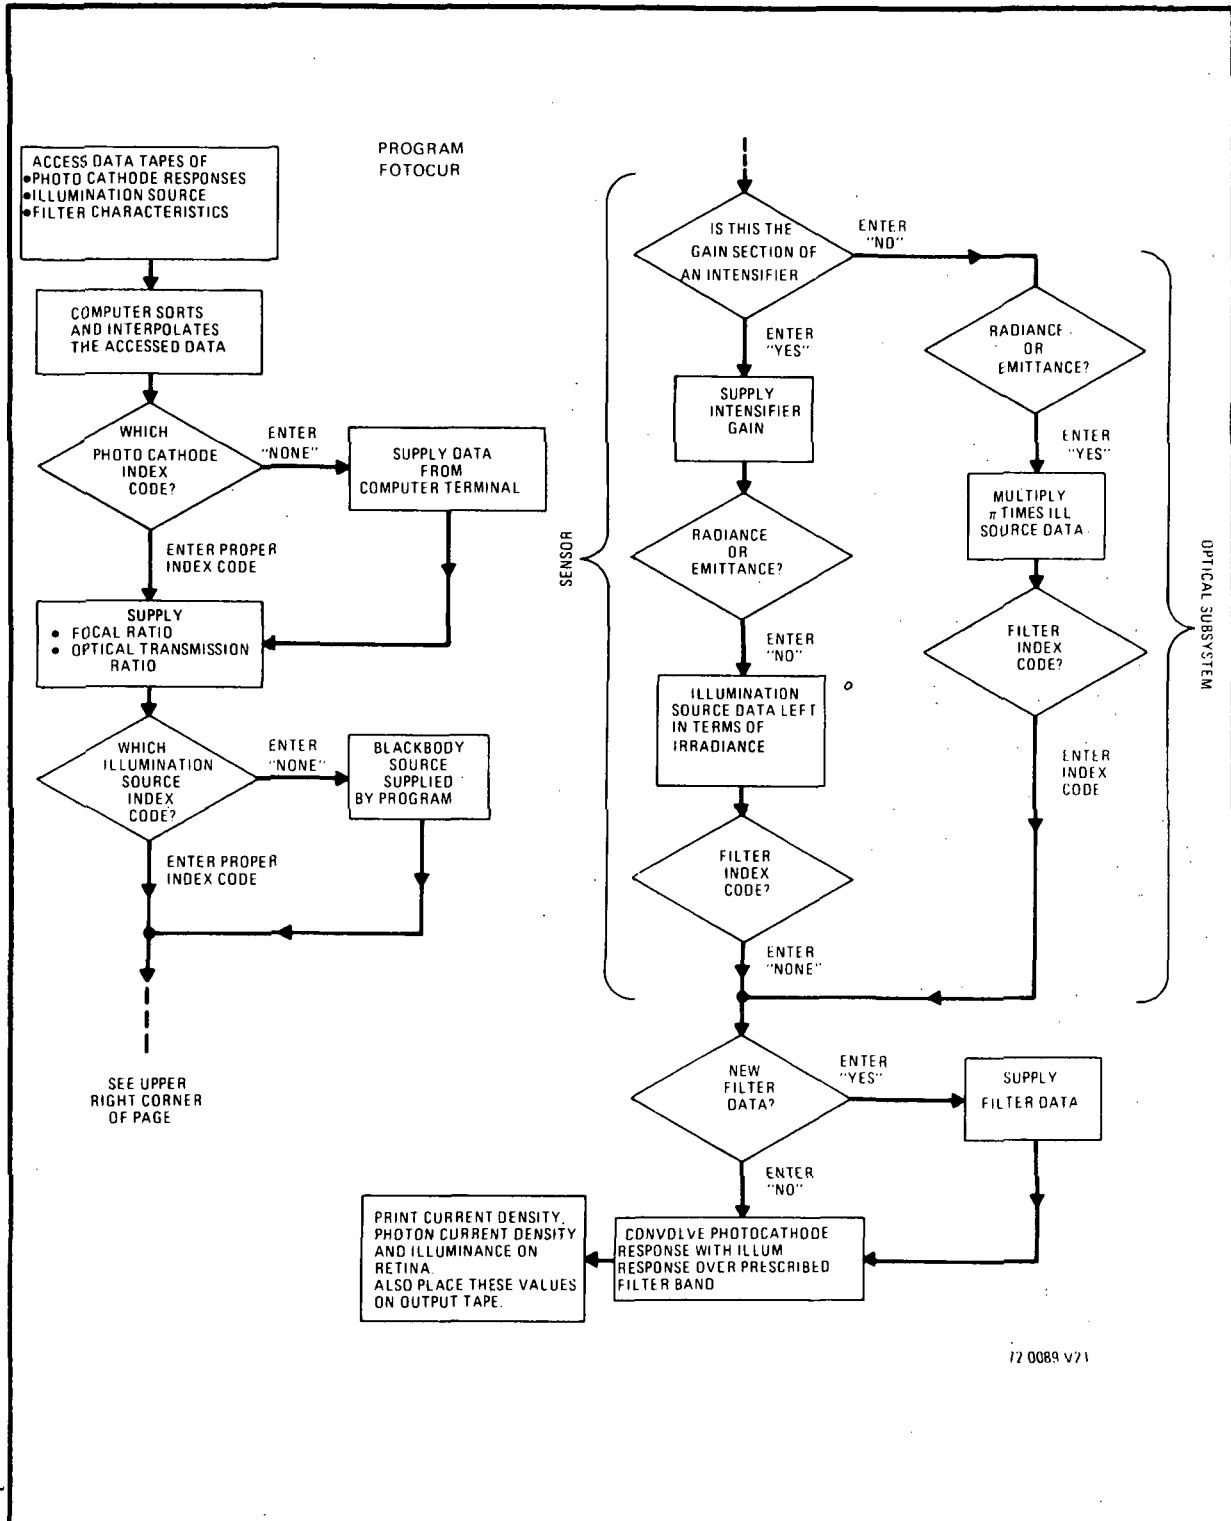 PROGRAM
FOTOCUR
ACCESS DATA TAPES OF
•PHOTO CATHODE RESPONSES
•ILLUMINATION SOURCE
•FILTER CHARACTERISTICS
COMPUTER SORTS
AND INTERPOLATES
THE ACCESSED DATA
WHICH
PHOTO CATHODE
INDEX
CODE?
ENTER
"NONE"
SUPPLY DATA
FROM
COMPUTER TERMINAL
ENTER PROPER
INDEX CODE
SUPPLY
• FOCAL RATIO
• OPTICAL TRANSMISSION
RATIO
WHICH
ILLUMINATION
SOURCE
INDEX
CODE?
ENTER
"NONE"
BLACKBODY
SOURCE
SUPPLIED
BY PROGRAM
ENTER PROPER
INDEX CODE
SEE UPPER
RIGHT CORNER
OF PAGE
SENSOR
IS THIS THE
GAIN SECTION OF
AN INTENSIFIER
ENTER
"NO"
ENTER
"YES"
SUPPLY
INTENSIFIER
GAIN
RADIANCE
OR
EMITTANCE?
ENTER
"NO"
ILLUMINATION
SOURCE DATA LEFT
IN TERMS OF
IRRADIANCE
FILTER
INDEX
CODE?
ENTER
"NONE"
RADIANCE
OR
EMITTANCE?
ENTER
"YES"
MULTIPLY
π TIMES ILL
SOURCE DATA
FILTER
INDEX
CODE?
ENTER
INDEX
CODE
OPTICAL SUBSYSTEM
NEW
FILTER
DATA?
ENTER
"YES"
SUPPLY
FILTER DATA
ENTER
"NO"
CONVOLVE PHOTOCATHODE
RESPONSE WITH ILLUM
RESPONSE OVER PRESCRIBED
FILTER BAND
PRINT CURRENT DENSITY,
PHOTON CURRENT DENSITY
AND ILLUMINANCE ON
RETINA.
ALSO PLACE THESE VALUES
ON OUTPUT TAPE.
72 0089 V21